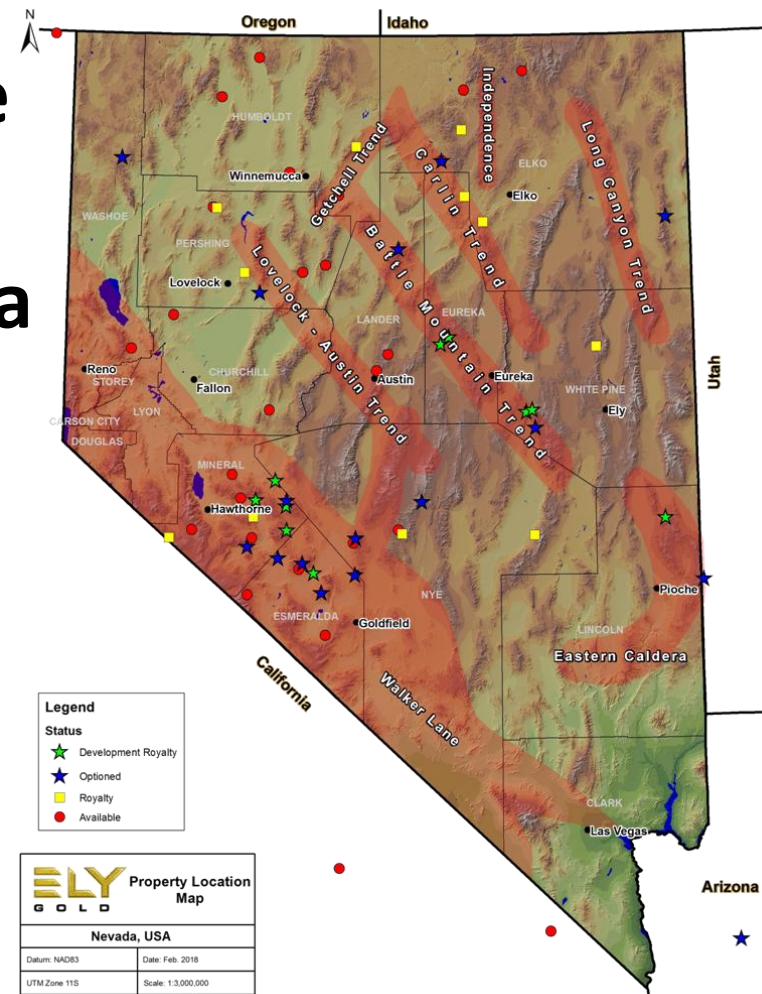 N
Oregon
Idaho
e
a
HUMBOLDT
Independence
ELKO
Winnemucca
Getchell Trend
Carlin Trend
Long Canyon Trend
Elko
WASHOE
PERSHING
Lovelock
Lovelock - Austin Trend
Battle Mountain Trend
LANDER
EUREKA
Reno
STOREY
Fallon
CHURCHILL
Austin
Eureka
WHITE PINE
Ely
Utah
LYON
CARSON CITY
DOUGLAS
MINERAL
Hawthorne
NYE
Pioche
ESMERALDA
Goldfield
LINCOLN
Eastern Caldera
California
Walker Lane
CLARK
Las Vegas
Arizona
Legend
Status
Development Royalty
Optioned
Royalty
Available
ELY
GOLD
Property Location
Map
Nevada, USA
Datum: NAD83
Date: Feb. 2018
UTM Zone 11S
Scale: 1:3,000,000